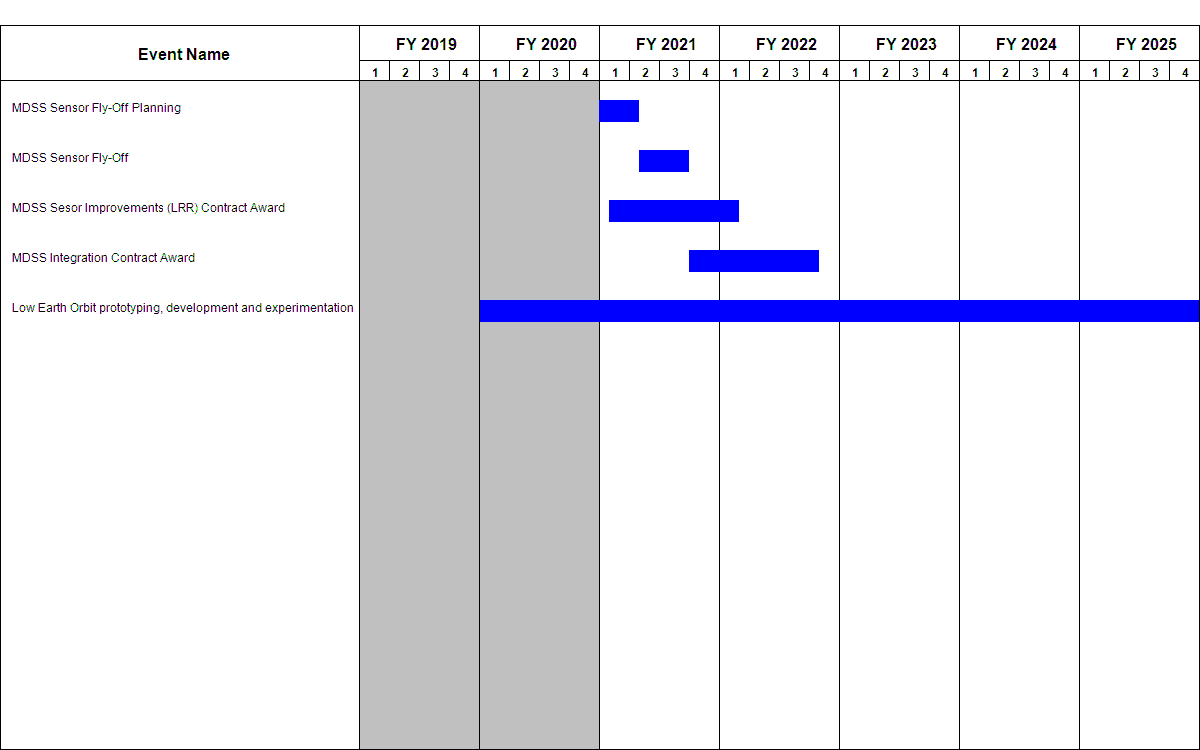 Event Name
FY 2019 FY 2020 FY 2021 FY 2022 FY 2023 FY 2024 FY 2025
1 2 3 4 1 2 3 4 1 2 3 4 1 2 3 4 1 2 3 4 1 2 3 4 1 2 3 4
MDSS Sensor Fly-Off Planning
MDSS Sensor Fly-Off
MDSS Sesor Improvements (LRR) Contract Award
MDSS Integration Contract Award
Low Earth Orbit prototyping, development and experimentation